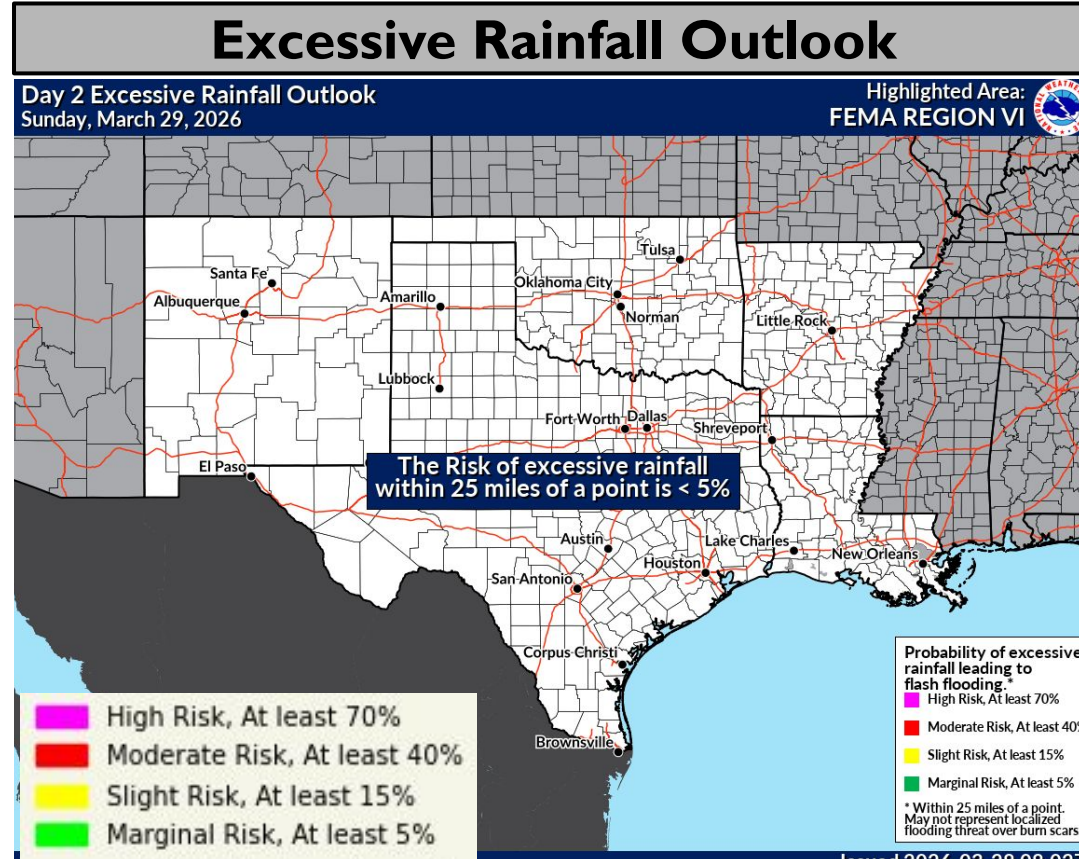 Excessive Rainfall Outlook
Day 2 Excessive Rainfall Outlook
Sunday, March 29, 2026
Highlighted Area:
FEMA REGION VI
Tulsa
Santa Fe
Oklahoma City
Albuquerque
Amarillo
Norman
Little Rock
Lubbock
Fort Worth
Dallas
Shreveport
El Paso
The Risk of excessive rainfall
within 25 miles of a point is < 5%
Austin
Lake Charles
New Orleans
Houston
San Antonio
Corpus Christi
Brownsville
High Risk, At least 70%
Moderate Risk, At least 40%
Slight Risk, At least 15%
Marginal Risk, At least 5%
Probability of excessive
rainfall leading to
flash flooding.*
High Risk, At least 70%
Moderate Risk, At least 40%
Slight Risk, At least 15%
Marginal Risk, At least 5%
* Within 25 miles of a point.
May not represent localized
flooding threat over burn scars